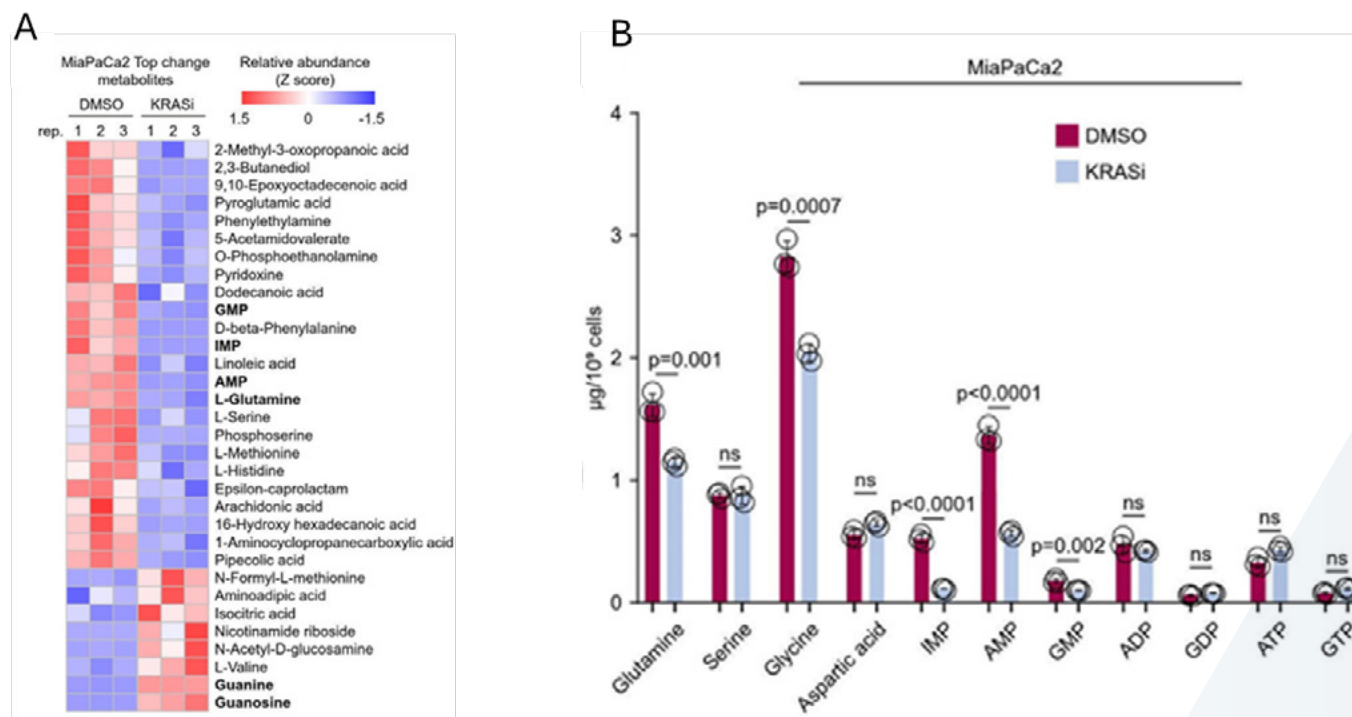 A
MiaPaCa2 Top change
metabolites
Relative abundance
(Z score)
DMSO KRASi
1.5 0 -1.5
rep. 1 2 3 1 2 3
2-Methyl-3-oxopropanoic acid
2,3-Butanediol
9,10-Epoxyoctadecenoic acid
Pyroglutamic acid
Phenylethylamine
5-Acetamidovalerate
O-Phosphoethanolamine
Pyridoxine
Dodecanoic acid
GMP
D-beta-Phenylalanine
IMP
Linoleic acid
AMP
L-Glutamine
L-Serine
Phosphoserine
L-Methionine
L-Histidine
Epsilon-caprolactam
Arachidonic acid
16-Hydroxy hexadecanoic acid
1-Aminocyclopropanecarboxylic acid
Pipecolic acid
N-Formyl-L-methionine
Aminoadipic acid
Isocitric acid
Nicotinamide riboside
N-Acetyl-D-glucosamine
L-Valine
Guanine
Guanosine
B
MiaPaCa2
DMSO
KRASi
µg/10⁶ cells
4
3
2
1
0
p=0.001
ns
p=0.0007
ns
p<0.0001
p<0.0001
p=0.002
ns
ns
ns
ns
Glutamine
Serine
Glycine
Aspartic acid
IMP
AMP
GMP
ADP
GDP
ATP
GTP